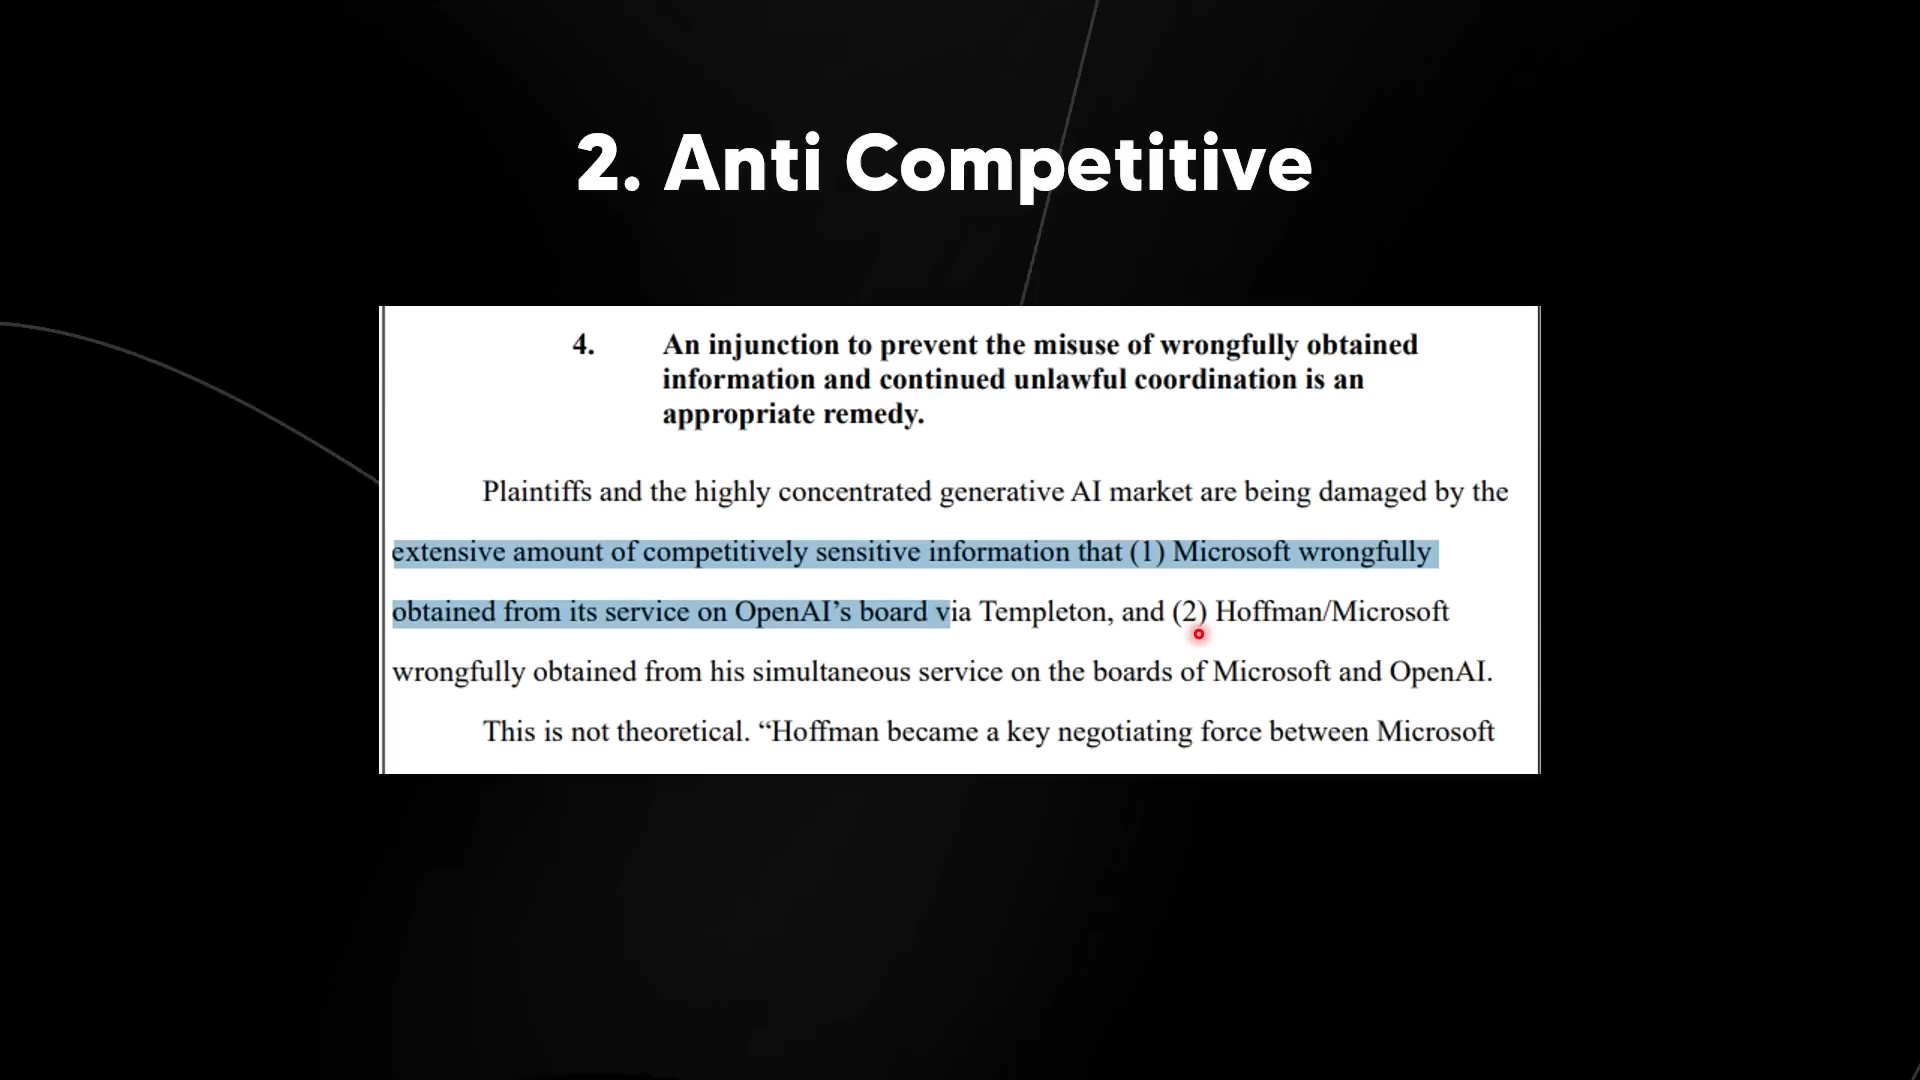 2. Anti Competitive
4. An injunction to prevent the misuse of wrongfully obtained
information and continued unlawful coordination is an
appropriate remedy.
Plaintiffs and the highly concentrated generative AI market are being damaged by the
extensive amount of competitively sensitive information that (1) Microsoft wrongfully
obtained from its service on OpenAI’s board via Templeton, and (2) Hoffman/Microsoft
wrongfully obtained from his simultaneous service on the boards of Microsoft and OpenAI.
This is not theoretical. “Hoffman became a key negotiating force between Microsoft